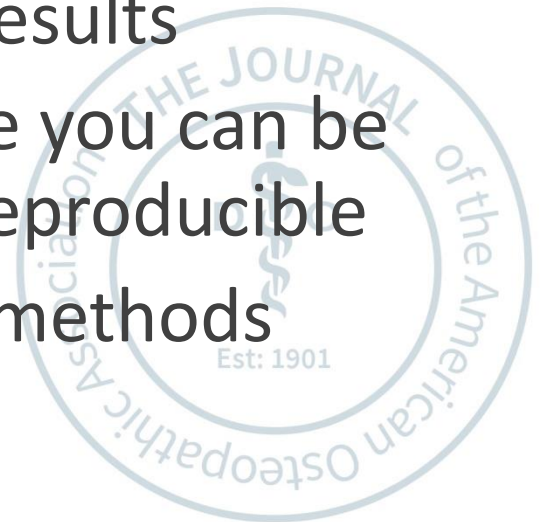 esults
e you can be
eproducible
methods
THE JOURNAL of the American Osteopathic Association
D O
Est: 1901